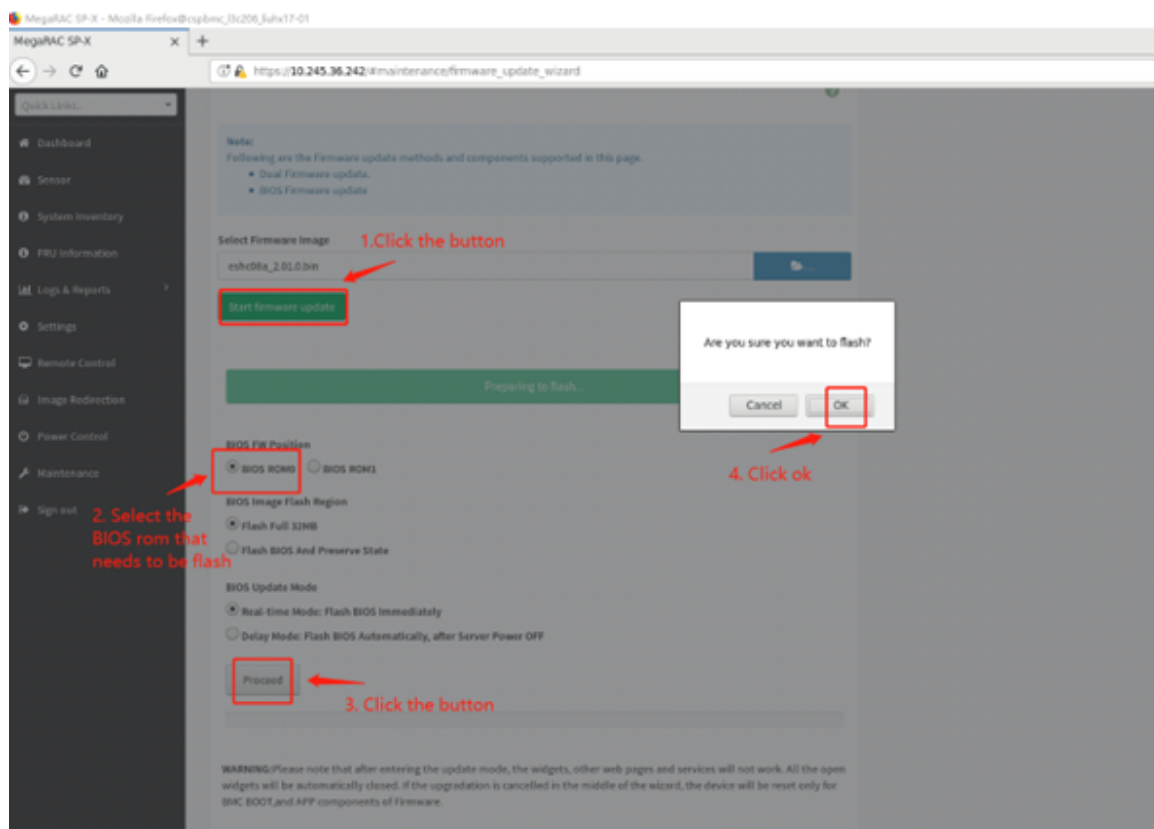 MegaRAC SP-X - Mozilla Firefox@cspbmc_l1c206_liuhx17-01
MegaRAC SP-X × +
https://10.245.36.242/#maintenance/firmware_update_wizard
Quick Links...
Dashboard
Sensor
System Inventory
FRU Information
Logs & Reports
Settings
Remote Control
Image Redirection
Power Control
Maintenance
Sign out
Note:
Following are the Firmware update methods and components supported in this page.
Dual Firmware update.
BIOS Firmware update
Select Firmware Image
1.Click the button
eshc08a_2.01.0.bin
Start firmware update
Preparing to flash...
Are you sure you want to flash?
Cancel OK
4. Click ok
BIOS FW Position
BIOS ROM0 BIOS ROM1
2. Select the
BIOS rom that
needs to be flash
BIOS Image Flash Region
Flash Full 32MB
Flash BIOS And Preserve State
BIOS Update Mode
Real-time Mode: Flash BIOS Immediately
Delay Mode: Flash BIOS Automatically, after Server Power OFF
Proceed
3. Click the button
WARNING:Please note that after entering the update mode, the widgets, other web pages and services will not work. All the open
widgets will be automatically closed. If the upgradation is cancelled in the middle of the wizard, the device will be reset only for
BMC BOOT,and APP components of Firmware.